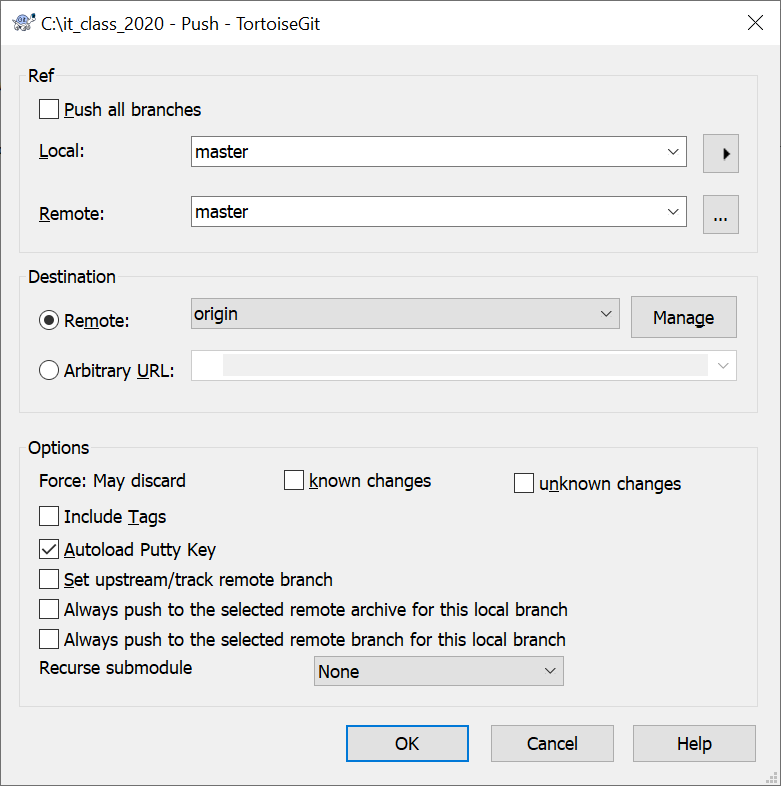 C:\it_class_2020 - Push - TortoiseGit
Ref
Push all branches
Local: master
Remote: master ...
Destination
Remote: origin Manage
Arbitrary URL:
Options
Force: May discard known changes unknown changes
Include Tags
Autoload Putty Key
Set upstream/track remote branch
Always push to the selected remote archive for this local branch
Always push to the selected remote branch for this local branch
Recurse submodule None
OK Cancel Help